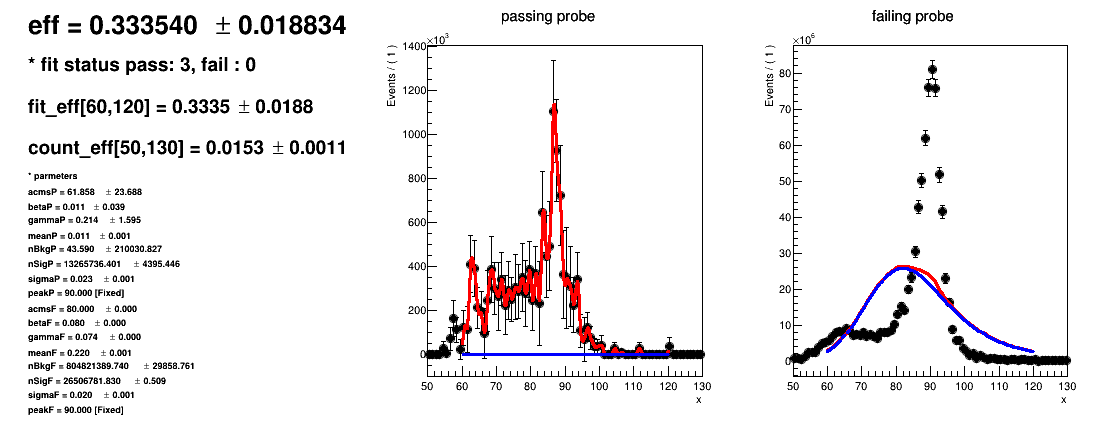 eff = 0.333540 ± 0.018834
* fit status pass: 3, fail : 0
fit_eff[60,120] = 0.3335 ± 0.0188
count_eff[50,130] = 0.0153 ± 0.0011
* parmeters
acmsP = 61.858 ± 23.688
betaP = 0.011 ± 0.039
gammaP = 0.214 ± 1.595
meanP = 0.011 ± 0.001
nBkgP = 43.590 ± 210030.827
nSigP = 13265736.401 ± 4395.446
sigmaP = 0.023 ± 0.001
peakP = 90.000 [Fixed]
acmsF = 80.000 ± 0.000
betaF = 0.080 ± 0.000
gammaF = 0.074 ± 0.000
meanF = 0.220 ± 0.001
nBkgF = 804821389.740 ± 29858.761
nSigF = 26506781.830 ± 0.509
sigmaF = 0.020 ± 0.001
peakF = 90.000 [Fixed]
passing probe
×10³
Events / ( 1 )
1400
1200
1000
800
600
400
200
0
50 60 70 80 90 100 110 120 130
x
failing probe
×10⁶
Events / ( 1 )
80
70
60
50
40
30
20
10
0
50 60 70 80 90 100 110 120 130
x